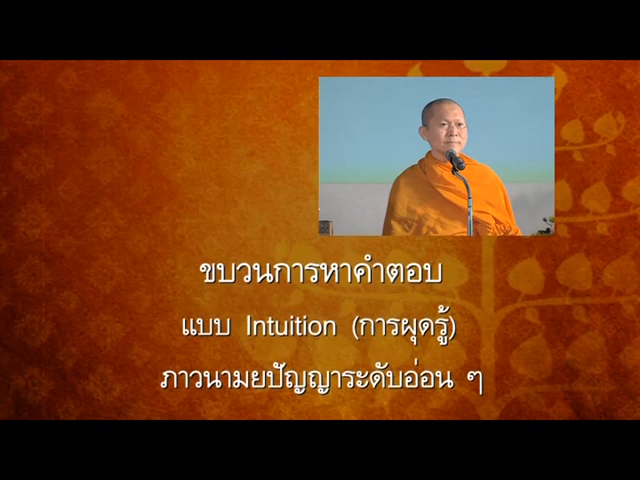 ขบวนการหาคำตอบ
แบบ Intuition (การผุดรู้)
ภาวนามยปัญญาระดับอ่อน ๆ